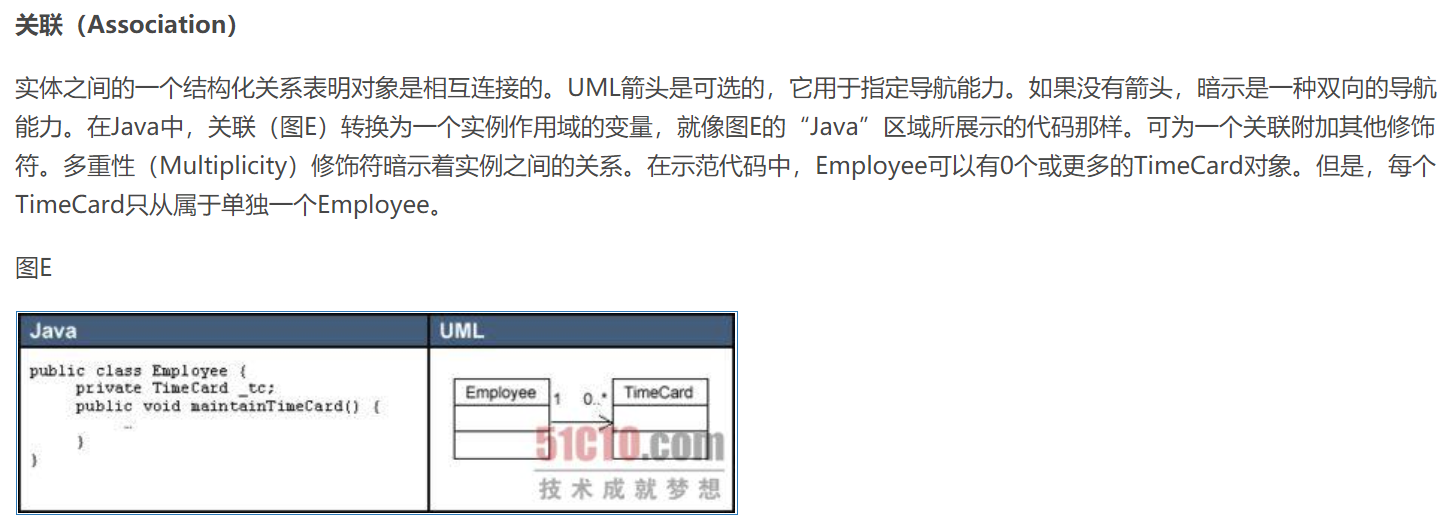 关联（Association）
实体之间的一个结构化关系表明对象是相互连接的。UML箭头是可选的，它用于指定导航能力。如果没有箭头，暗示是一种双向的导航
能力。在Java中，关联（图E）转换为一个实例作用域的变量，就像图E的“Java”区域所展示的代码那样。可为一个关联附加其他修饰
符。多重性（Multiplicity）修饰符暗示着实例之间的关系。在示范代码中，Employee可以有0个或更多的TimeCard对象。但是，每个
TimeCard只从属于单独一个Employee。
图E
Java
public class Employee {
private TimeCard _tc;
public void maintainTimeCard() {
…
}
}
UML
Employee
1
0..*
TimeCard
51CTO.com
技术成就梦想